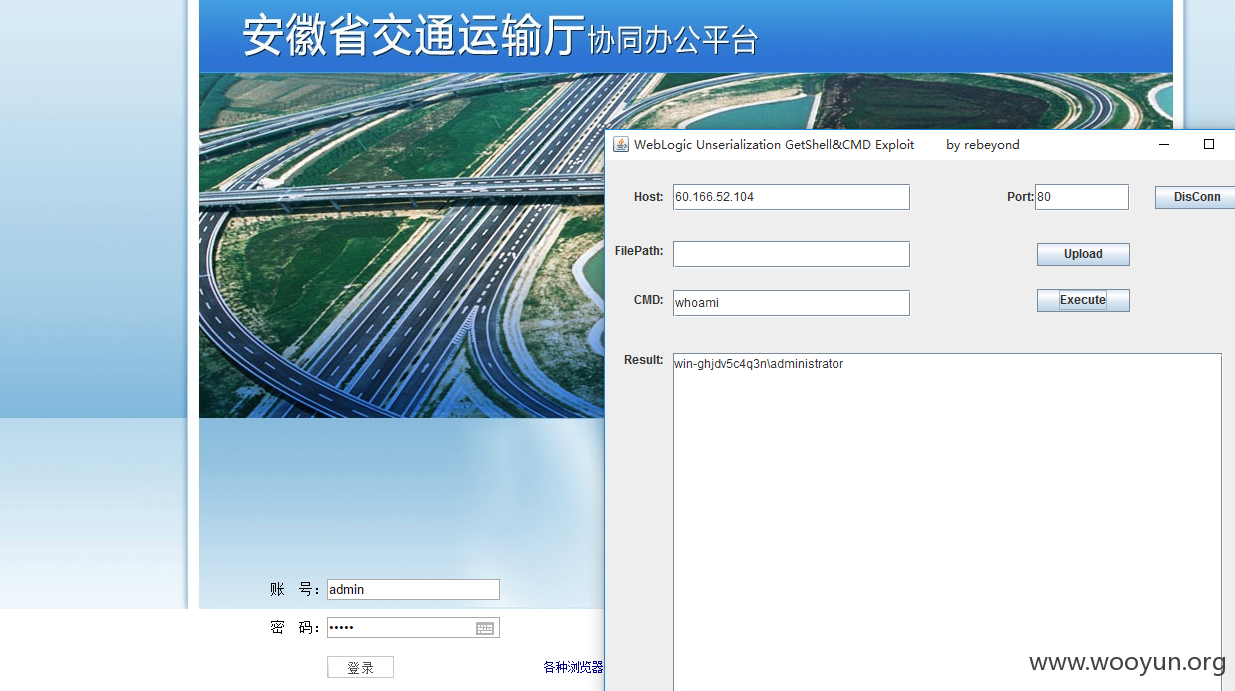 安徽省交通运输厅协同办公平台
WebLogic Unserialization GetShell&CMD Exploit by rebeyond
Host: 60.166.52.104 Port: 80 DisConn
FilePath: Upload
CMD: whoami Execute
Result: win-ghjdv5c4q3n\administrator
账 号： admin
密 码： •••••
登录 各种浏览器
www.wooyun.org